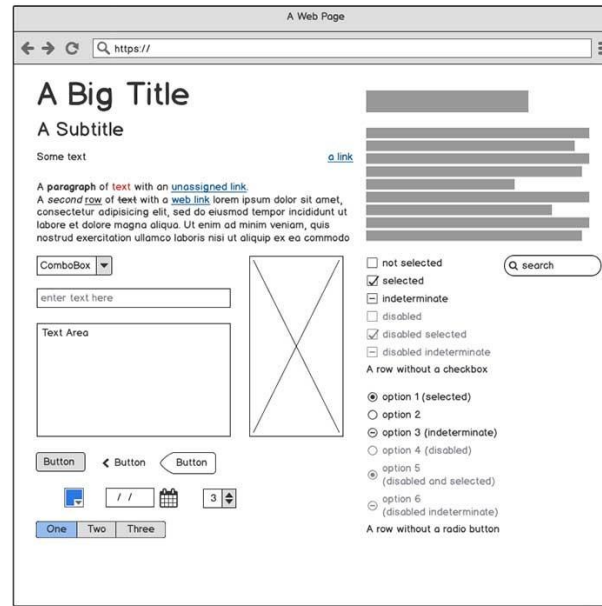 A Web Page
https://
A Big Title
A Subtitle
Some text
a link
A paragraph of text with an unassigned link.
A second row of text with a web link lorem ipsum dolor sit amet,
consectetur adipisicing elit, sed do eiusmod tempor incididunt ut
labore et dolore magna aliqua. Ut enim ad minim veniam, quis
nostrud exercitation ullamco laboris nisi ut aliquip ex ea commodo
ComboBox
enter text here
Text Area
Button
Button
Button
/ /
3
One Two Three
not selected
selected
indeterminate
disabled
disabled selected
disabled indeterminate
A row without a checkbox
search
option 1 (selected)
option 2
option 3 (indeterminate)
option 4 (disabled)
option 5
(disabled and selected)
option 6
(disabled indeterminate)
A row without a radio button